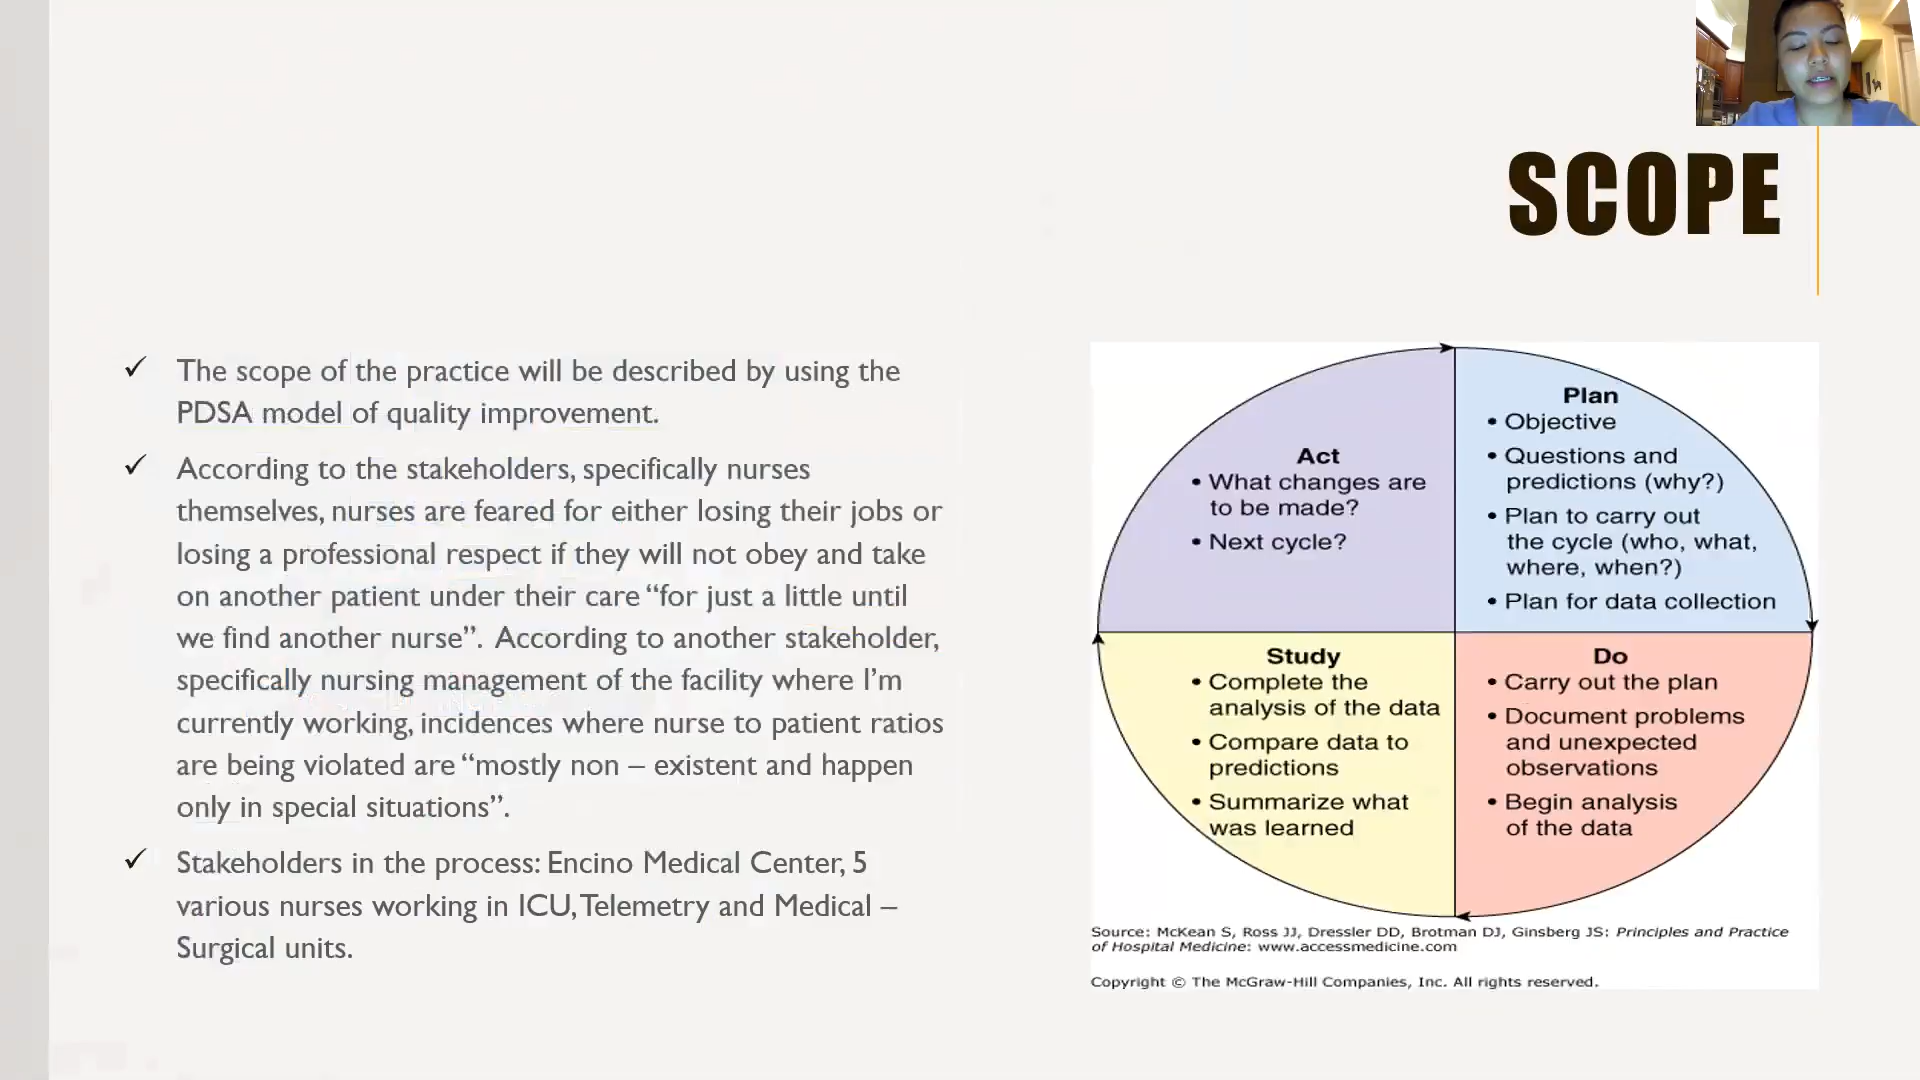 SCOPE
✓ The scope of the practice will be described by using the
PDSA model of quality improvement.
✓ According to the stakeholders, specifically nurses
themselves, nurses are feared for either losing their jobs or
losing a professional respect if they will not obey and take
on another patient under their care “for just a little until
we find another nurse”. According to another stakeholder,
specifically nursing management of the facility where I’m
currently working, incidences where nurse to patient ratios
are being violated are “mostly non – existent and happen
only in special situations”.
✓ Stakeholders in the process: Encino Medical Center, 5
various nurses working in ICU, Telemetry and Medical –
Surgical units.
Act
• What changes are
to be made?
• Next cycle?
Plan
• Objective
• Questions and
predictions (why?)
• Plan to carry out
the cycle (who, what,
where, when?)
• Plan for data collection
Study
• Complete the
analysis of the data
• Compare data to
predictions
• Summarize what
was learned
Do
• Carry out the plan
• Document problems
and unexpected
observations
• Begin analysis
of the data
Source: McKean S, Ross JJ, Dressler DD, Brotman DJ, Ginsberg JS: Principles and Practice
of Hospital Medicine: www.accessmedicine.com
Copyright © The McGraw-Hill Companies, Inc. All rights reserved.